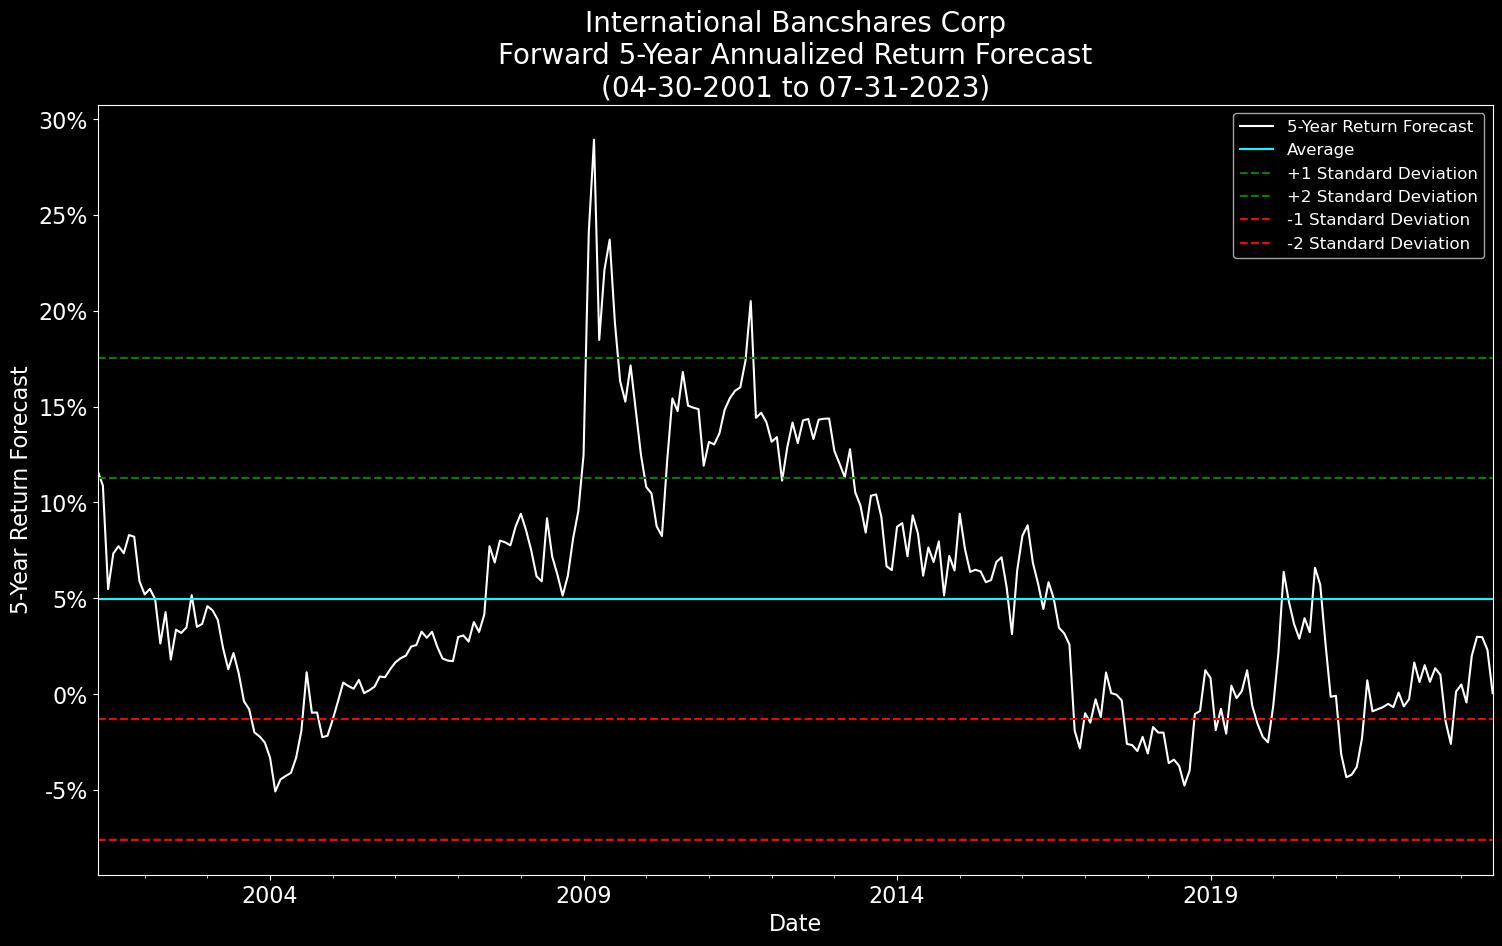 International Bancshares Corp
Forward 5-Year Annualized Return Forecast
(04-30-2001 to 07-31-2023)
30%
25%
20%
15%
10%
5%
0%
-5%
5-Year Return Forecast
5-Year Return Forecast
Average
+1 Standard Deviation
+2 Standard Deviation
-1 Standard Deviation
-2 Standard Deviation
2004
2009
2014
2019
Date